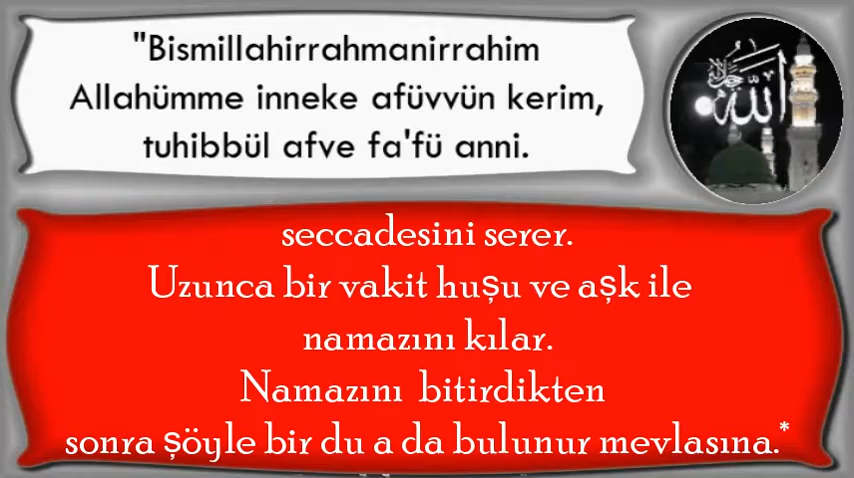 "Bismillahirrahmanirrahim
Allahümme inneke afüvvün kerim,
tuhibbül afve fa'fü anni.
الله
seccadesini serer.
Uzunca bir vakit huşu ve aşk ile
namazını kılar.
Namazını bitirdikten
sonra şöyle bir du a da bulunur mevlasına.*